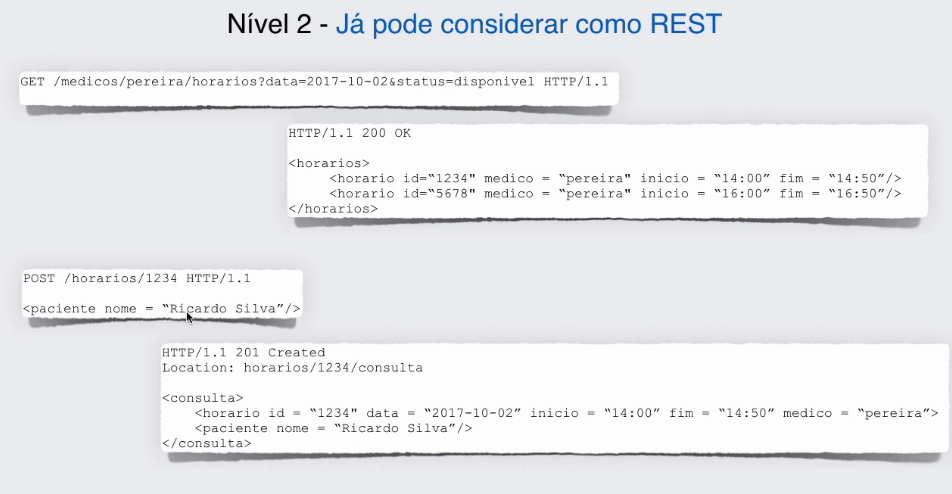 Nível 2 - Já pode considerar como REST
GET /medicos/pereira/horarios?data=2017-10-02&status=disponivel HTTP/1.1
HTTP/1.1 200 OK
<horarios>
<horario id=“1234" medico = “pereira" inicio = “14:00” fim = “14:50”/>
<horario id=“5678" medico = “pereira" inicio = “16:00” fim = “16:50”/>
</horarios>
POST /horarios/1234 HTTP/1.1
<paciente nome = “Ricardo Silva”/>
HTTP/1.1 201 Created
Location: horarios/1234/consulta
<consulta>
<horario id = “1234" data = “2017-10-02” inicio = “14:00” fim = “14:50” medico = “pereira”>
<paciente nome = “Ricardo Silva”/>
</consulta>